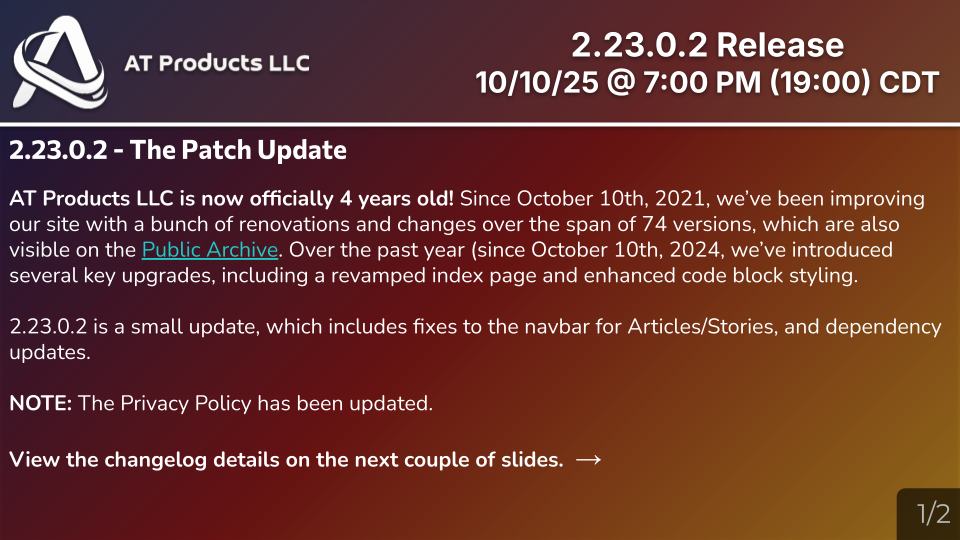 AT Products LLC
2.23.0.2 Release
10/10/25 @ 7:00 PM (19:00) CDT
2.23.0.2 - The Patch Update
AT Products LLC is now officially 4 years old! Since October 10th, 2021, we’ve been improving
our site with a bunch of renovations and changes over the span of 74 versions, which are also
visible on the Public Archive. Over the past year (since October 10th, 2024, we’ve introduced
several key upgrades, including a revamped index page and enhanced code block styling.
2.23.0.2 is a small update, which includes fixes to the navbar for Articles/Stories, and dependency
updates.
NOTE: The Privacy Policy has been updated.
View the changelog details on the next couple of slides. →
1/2